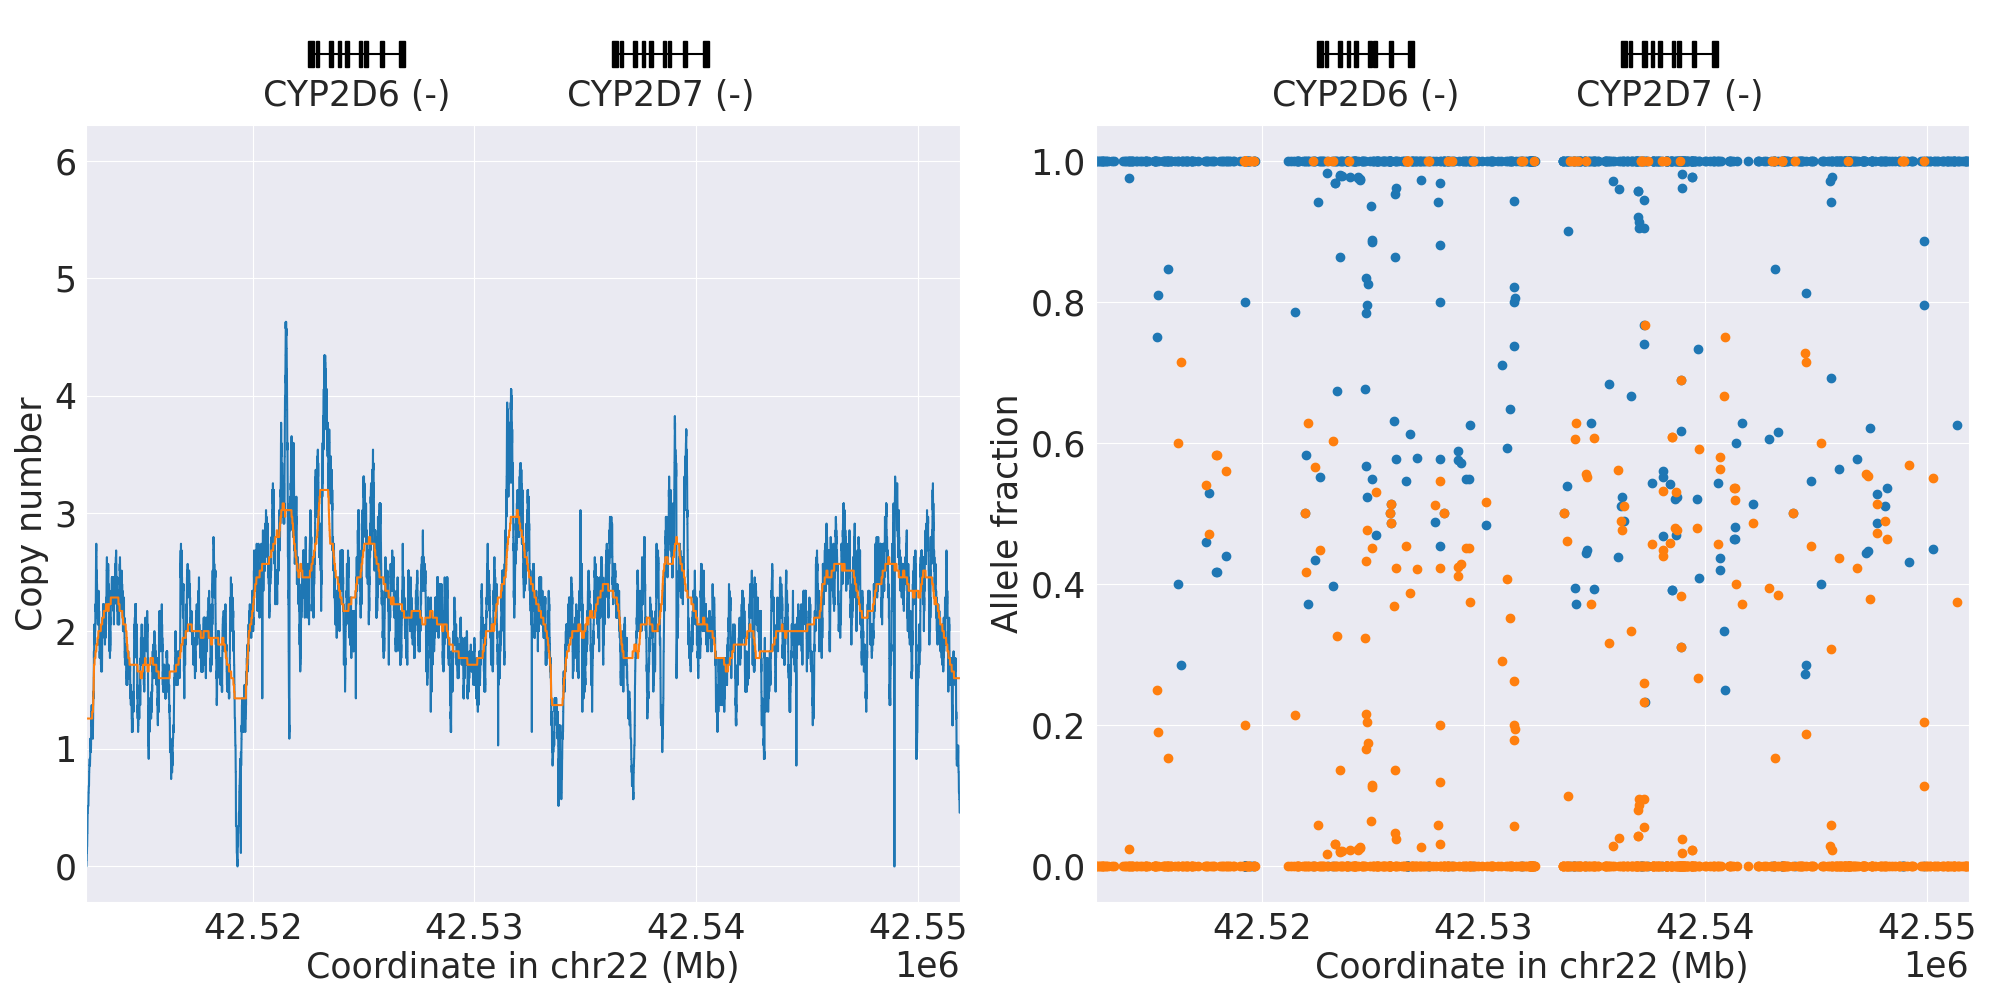 CYP2D6 (-) CYP2D7 (-)
CYP2D6 (-) CYP2D7 (-)
Copy number
6
5
4
3
2
1
0
42.52 42.53 42.54 42.55
Coordinate in chr22 (Mb) 1e6
Allele fraction
1.0
0.8
0.6
0.4
0.2
0.0
42.52 42.53 42.54 42.55
Coordinate in chr22 (Mb) 1e6